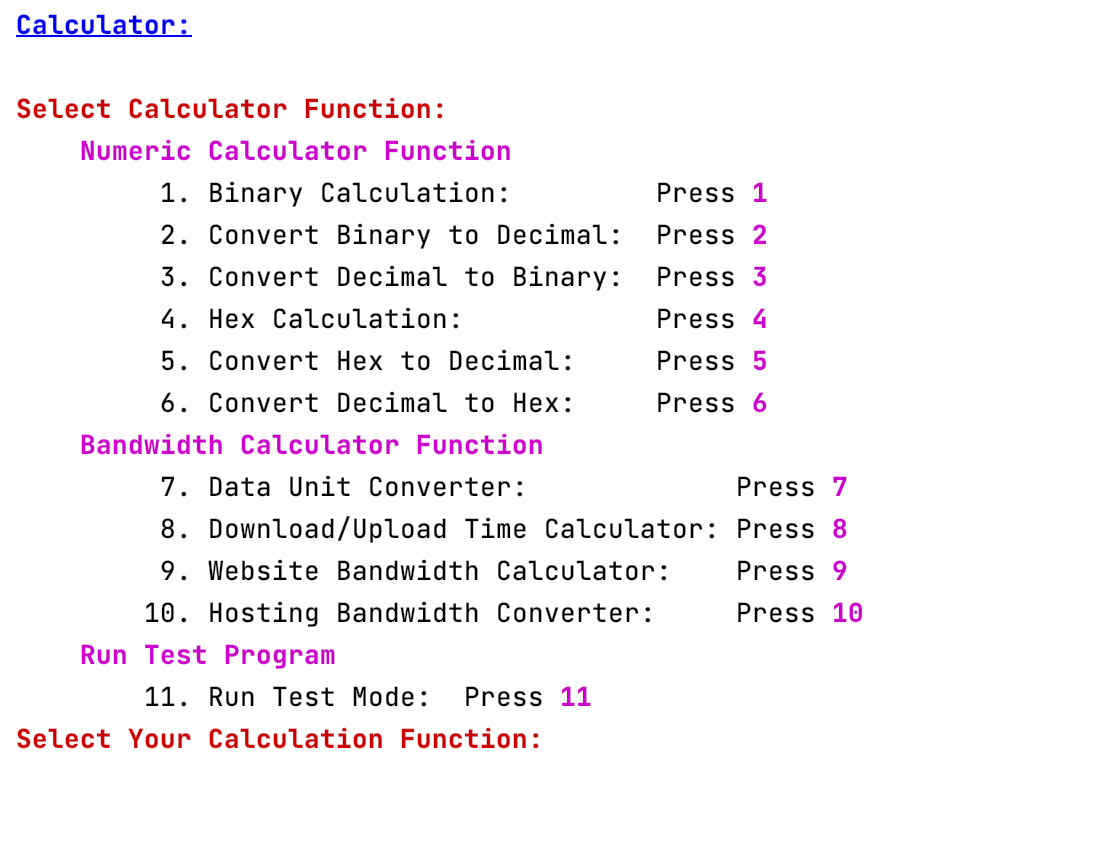 Calculator:
Select Calculator Function:
Numeric Calculator Function
1. Binary Calculation: Press 1
2. Convert Binary to Decimal: Press 2
3. Convert Decimal to Binary: Press 3
4. Hex Calculation: Press 4
5. Convert Hex to Decimal: Press 5
6. Convert Decimal to Hex: Press 6
Bandwidth Calculator Function
7. Data Unit Converter: Press 7
8. Download/Upload Time Calculator: Press 8
9. Website Bandwidth Calculator: Press 9
10. Hosting Bandwidth Converter: Press 10
Run Test Program
11. Run Test Mode: Press 11
Select Your Calculation Function: